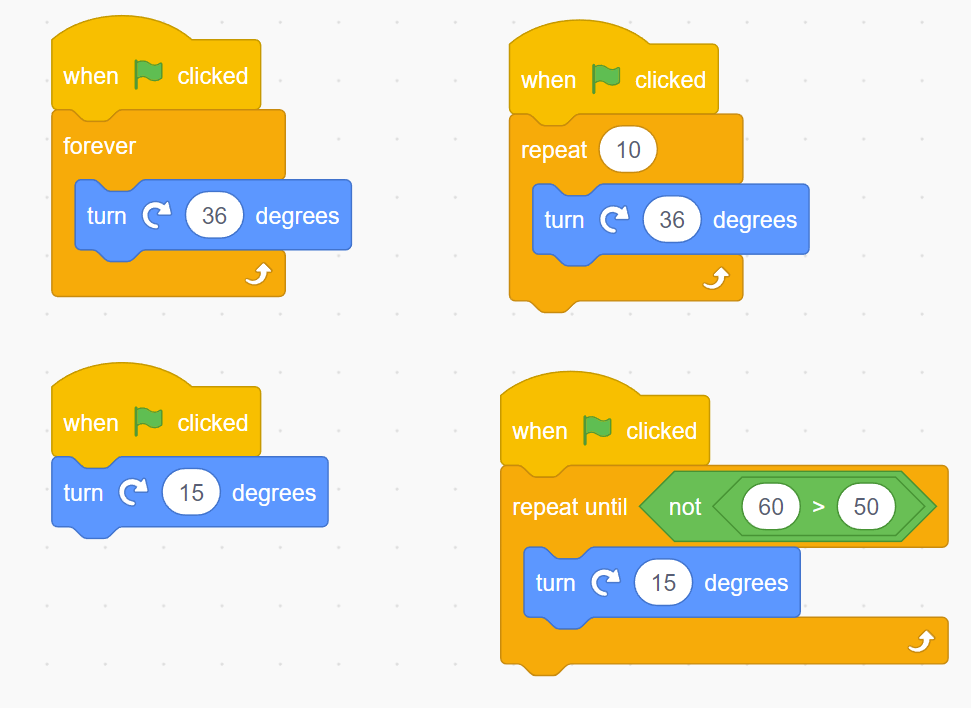 when clicked
forever
turn 36 degrees
when clicked
repeat 10
turn 36 degrees
when clicked
turn 15 degrees
when clicked
repeat until not 60 > 50
turn 15 degrees